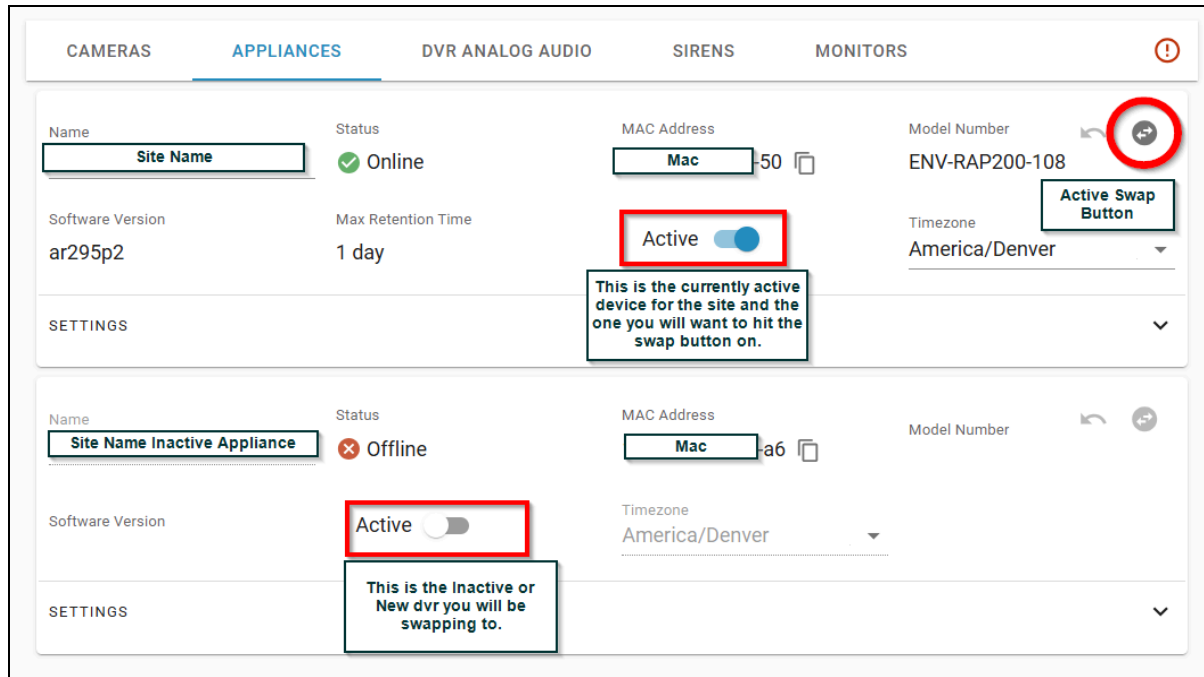 CAMERAS APPLIANCES DVR ANALOG AUDIO SIRENS MONITORS
Name Status MAC Address Model Number
Site Name Online Mac -50 ENV-RAP200-108
Active Swap
Button
Software Version Max Retention Time Timezone
ar295p2 1 day Active America/Denver
This is the currently active
device for the site and the
one you will want to hit the
swap button on.
SETTINGS
Name Status MAC Address Model Number
Site Name Inactive Appliance Offline Mac -a6
Software Version Active Timezone
America/Denver
This is the Inactive or
New dvr you will be
swapping to.
SETTINGS